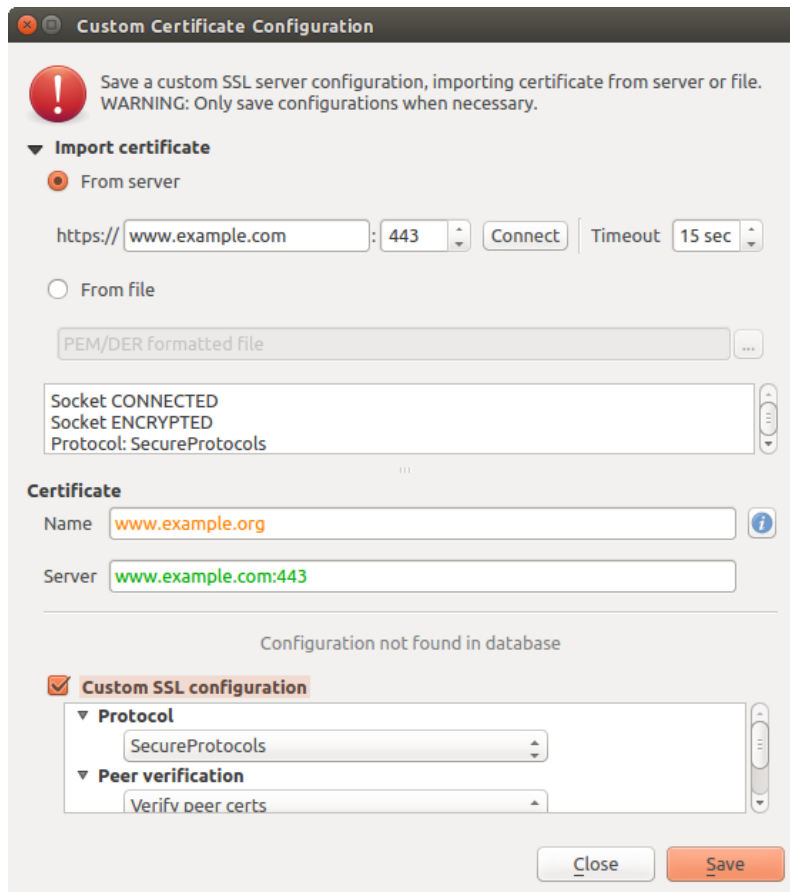 Custom Certificate Configuration
Save a custom SSL server configuration, importing certificate from server or file.
WARNING: Only save configurations when necessary.
Import certificate
From server
https:// www.example.com : 443 Connect Timeout 15 sec
From file
PEM/DER formatted file ...
Socket CONNECTED
Socket ENCRYPTED
Protocol: SecureProtocols
Certificate
Name www.example.org
Server www.example.com:443
Configuration not found in database
Custom SSL configuration
Protocol
SecureProtocols
Peer verification
Verify peer certs
Close Save